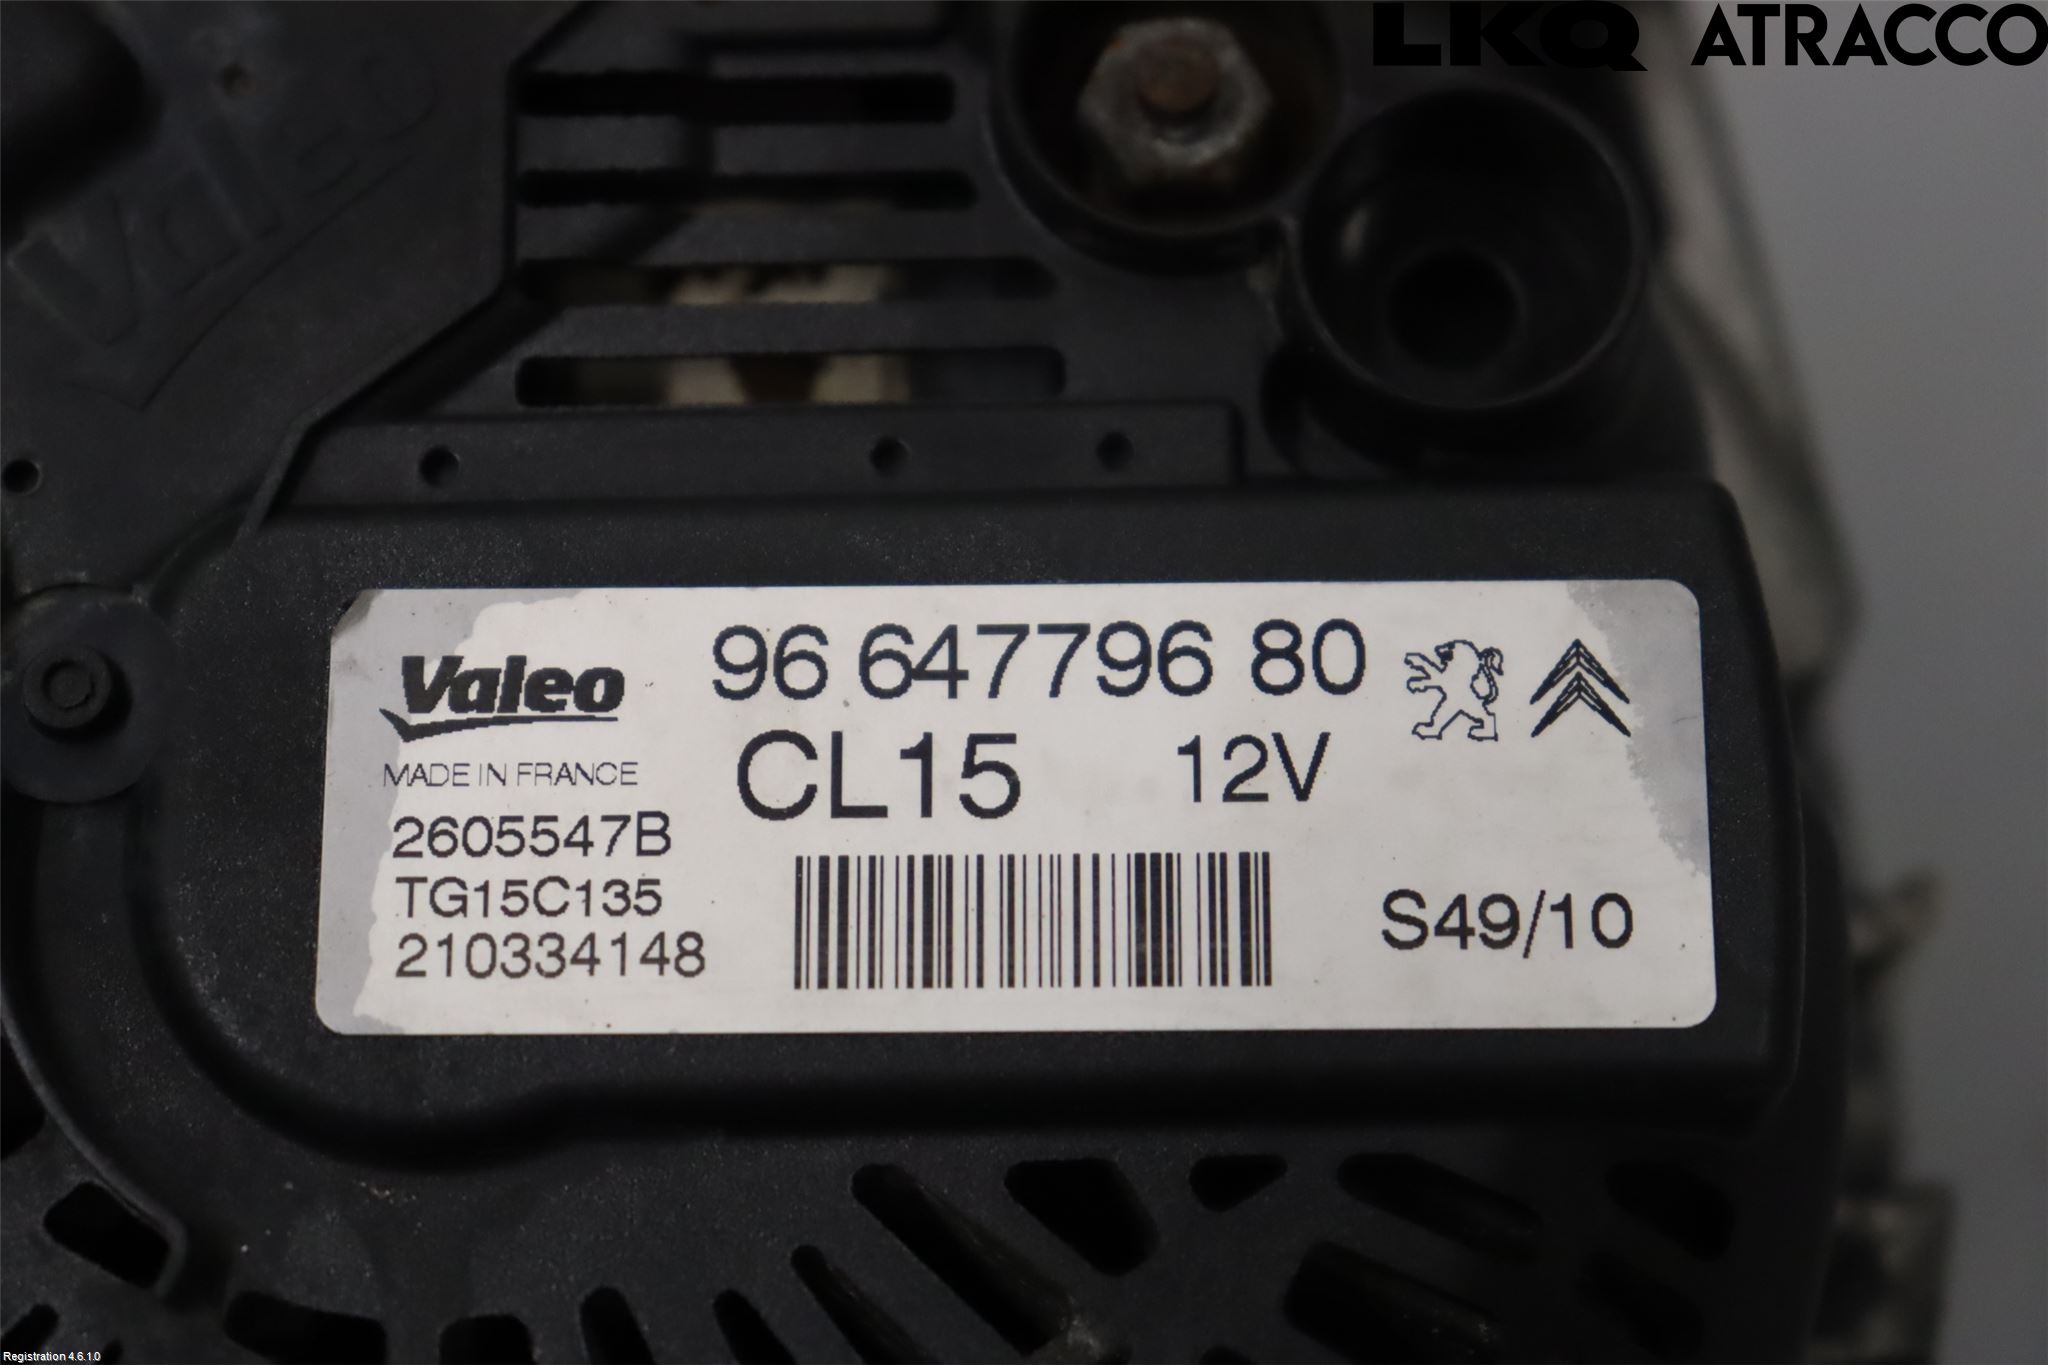 LKQ ATRACCO
Valeo
Valeo
96 647796 80
MADE IN FRANCE
CL15 12V
2605547B
TG15C135
210334148
S49/10
Registration 4.6.1.0